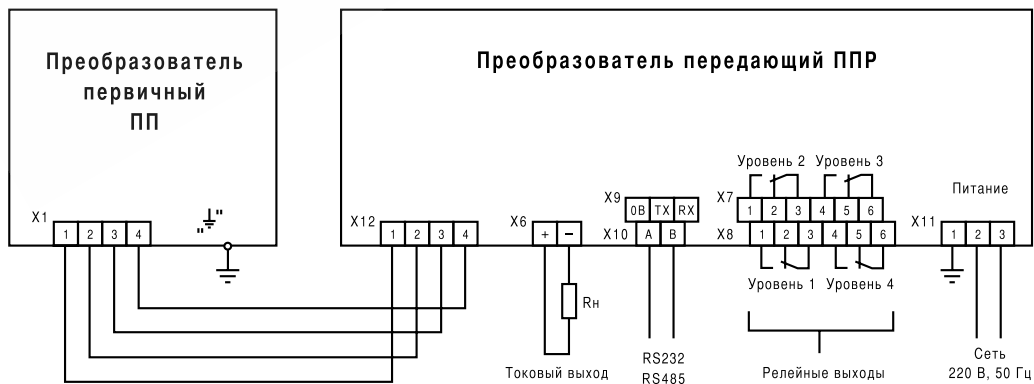 Преобразователь
первичный
ПП
Преобразователь передающий ППР
Уровень 2 Уровень 3
Питание
X1
1 2 3 4
" "
X12
1 2 3 4
X6
+ −
X9
0В TX RX
X10
A B
X7
1 2 3 4 5 6
X8
1 2 3 4 5 6
X11
1 2 3
Уровень 1 Уровень 4
Rн
Токовый выход
RS232
RS485
Релейные выходы
Сеть
220 В, 50 Гц